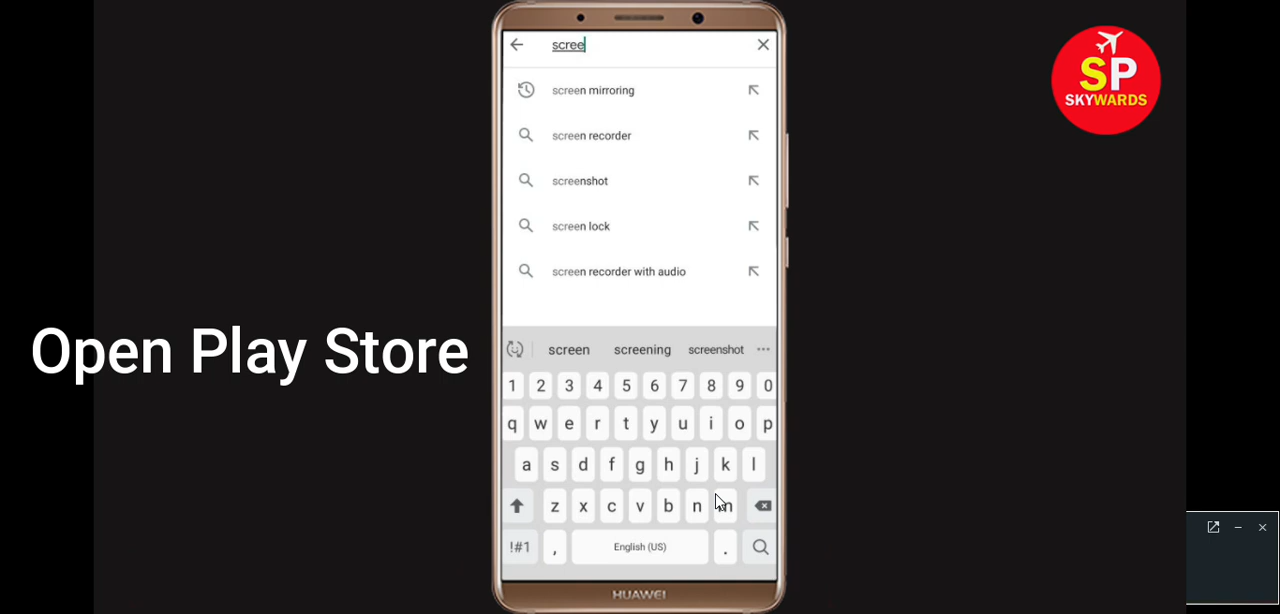 scree
screen mirroring
screen recorder
screenshot
screen lock
screen recorder with audio
SP
SKYWARDS
Open Play Store
screen screening screenshot ...
1 2 3 4 5 6 7 8 9 0
q w e r t y u i o p
a s d f g h j k l
z x c v b n m
!#1 , English (US) .
HUAWEI